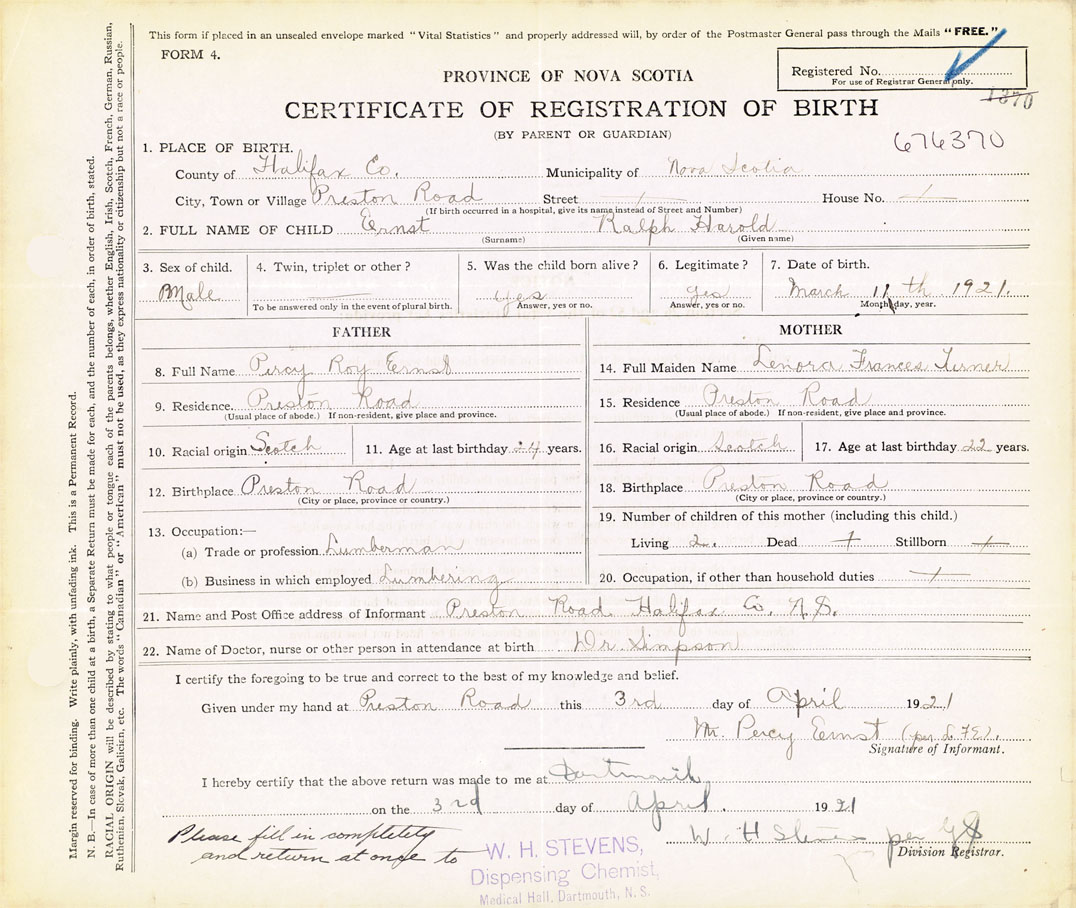 This form if placed in an unsealed envelope marked "Vital Statistics" and properly addressed will, by order of the Postmaster General pass through the Mails "FREE."
FORM 4.
PROVINCE OF NOVA SCOTIA
Registered No.
For use of Registrar General only.
1370
CERTIFICATE OF REGISTRATION OF BIRTH
(BY PARENT OR GUARDIAN)
676370
1. PLACE OF BIRTH.
County of Halifax Co. Municipality of Nova Scotia
City, Town or Village Preston Road Street House No.
(If birth occurred in a hospital, give its name instead of Street and Number)
2. FULL NAME OF CHILD Ernst Ralph Harold
(Surname) (Given name)
3. Sex of child. 4. Twin, triplet or other? 5. Was the child born alive? 6. Legitimate? 7. Date of birth.
Male yes yes March 11th 1921.
To be answered only in the event of plural birth. Answer, yes or no. Answer, yes or no. Month, day, year.
FATHER MOTHER
8. Full Name Percy Roy Ernst 14. Full Maiden Name Lenora Frances Turner
9. Residence. Preston Road 15. Residence Preston Road
(Usual place of abode.) If non-resident, give place and province. (Usual place of abode.) If non-resident, give place and province.
10. Racial origin Scotch 11. Age at last birthday 24 years. 16. Racial origin Scotch 17. Age at last birthday 22 years.
12. Birthplace Preston Road 18. Birthplace Preston Road
(City or place, province or country.) (City or place, province or country.)
13. Occupation:— 19. Number of children of this mother (including this child.)
(a) Trade or profession Lumberman Living 2. Dead Stillborn
(b) Business in which employed Lumbering 20. Occupation, if other than household duties
21. Name and Post Office address of Informant Preston Road Halifax Co. N.S.
22. Name of Doctor, nurse or other person in attendance at birth Dr Simpson
I certify the foregoing to be true and correct to the best of my knowledge and belief.
Given under my hand at Preston Road this 3rd day of April 1921
Mr. Percy Ernst (per L.F.E.).
Signature of Informant.
I hereby certify that the above return was made to me at Dartmouth
on the 3rd day of April. 1921
W. H Stevens per
Division Registrar.
Please fill in completely
and return at once to
W. H. STEVENS,
Dispensing Chemist,
Medical Hall, Dartmouth, N. S.
Margin reserved for binding. Write plainly, with unfading ink. This is a Permanent Record.
N. B.—In case of more than one child at a birth, a Separate Return must be made for each, and the number of each, in order of birth, stated.
RACIAL ORIGIN will be described by stating to what people or tongue each of the parents belongs, whether English, Irish, Scotch, French, German, Russian,
Ruthenian, Slovak, Galician, etc. The words "Canadian" or "American" must not be used, as they express nationality or citizenship but not a race or people.